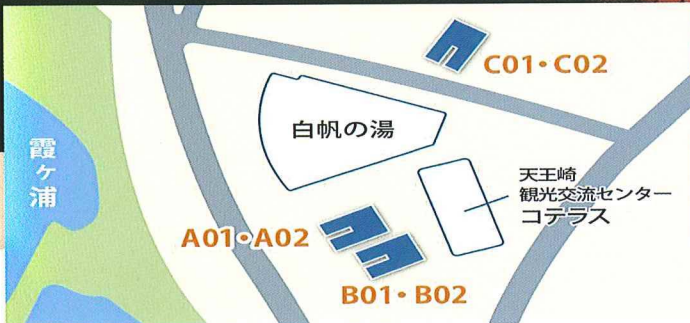 C01・C02
白帆の湯
霞ヶ浦
天王崎
観光交流センター
コテラス
A01・A02
B01・B02